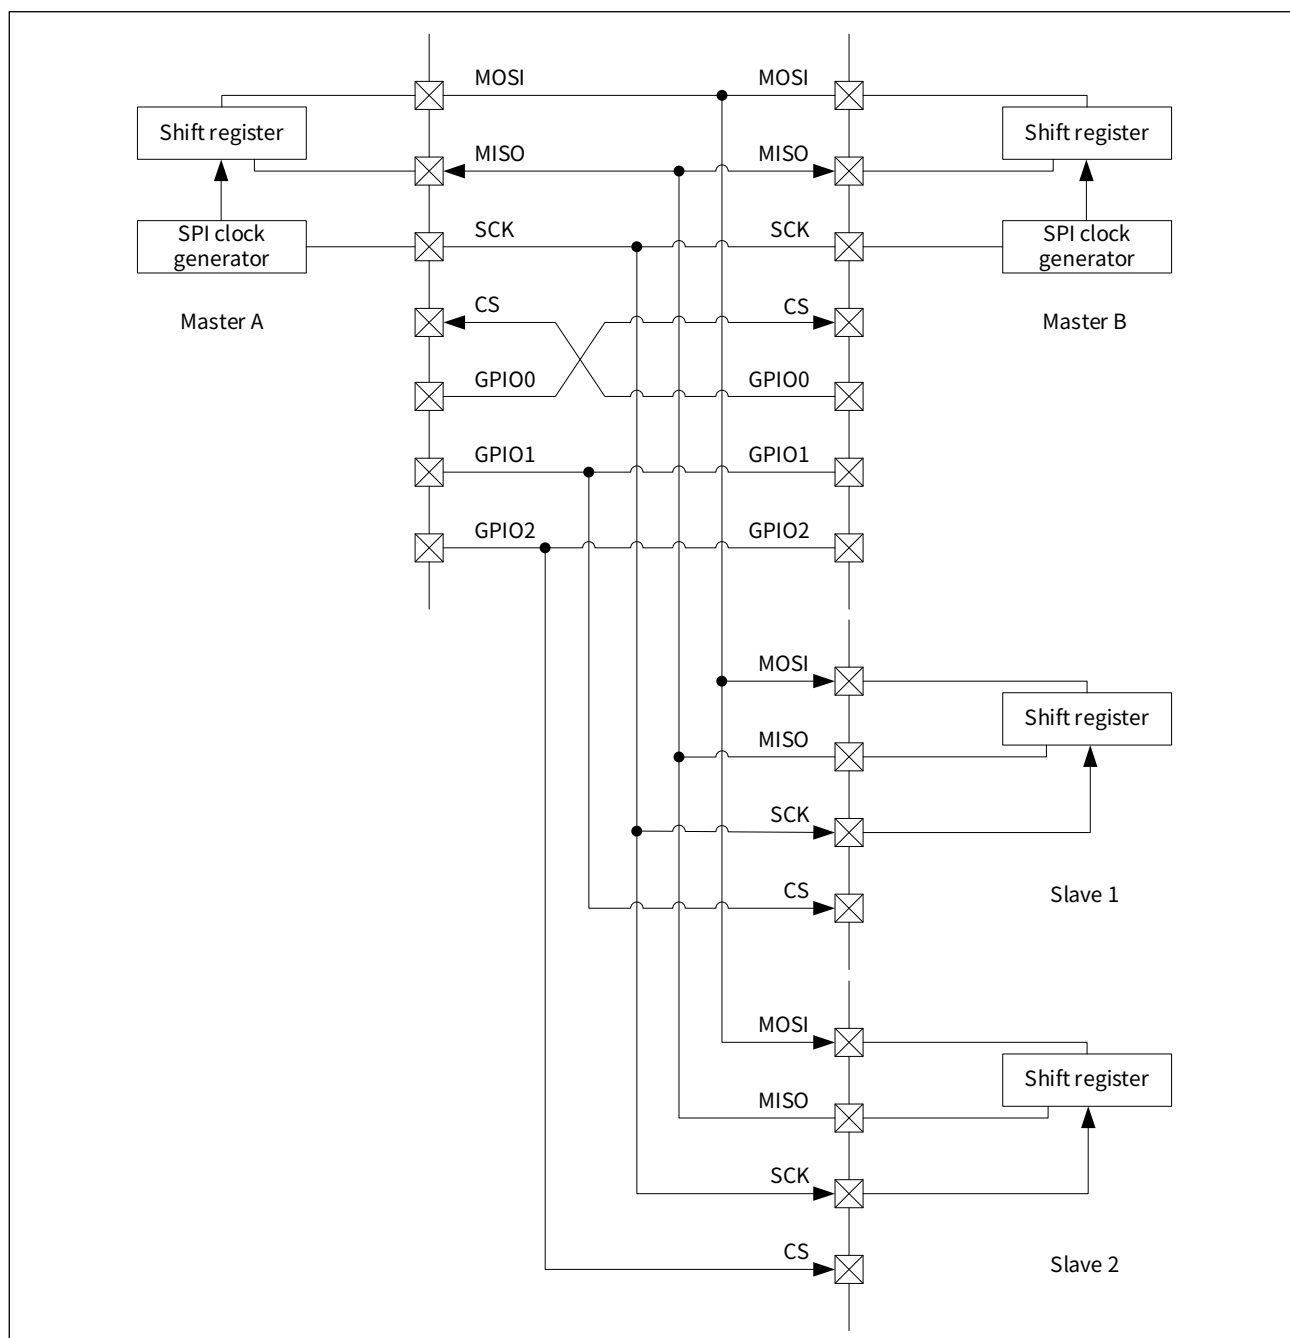 MOSI MOSI
Shift register Shift register
MISO MISO
SPI clock
generator
SCK SCK
SPI clock
generator
Master A
CS CS
Master B
GPIO0 GPIO0
GPIO1 GPIO1
GPIO2 GPIO2
MOSI
Shift register
MISO
SCK
CS
Slave 1
MOSI
Shift register
MISO
SCK
CS
Slave 2